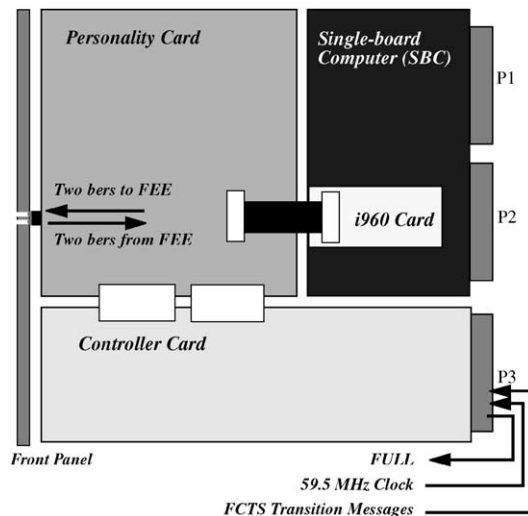 Personality Card
Single-board
Computer (SBC)
P1
Two bers to FEE
Two bers from FEE
i960 Card
P2
Controller Card
P3
Front Panel
FULL
59.5 MHz Clock
FCTS Transition Messages